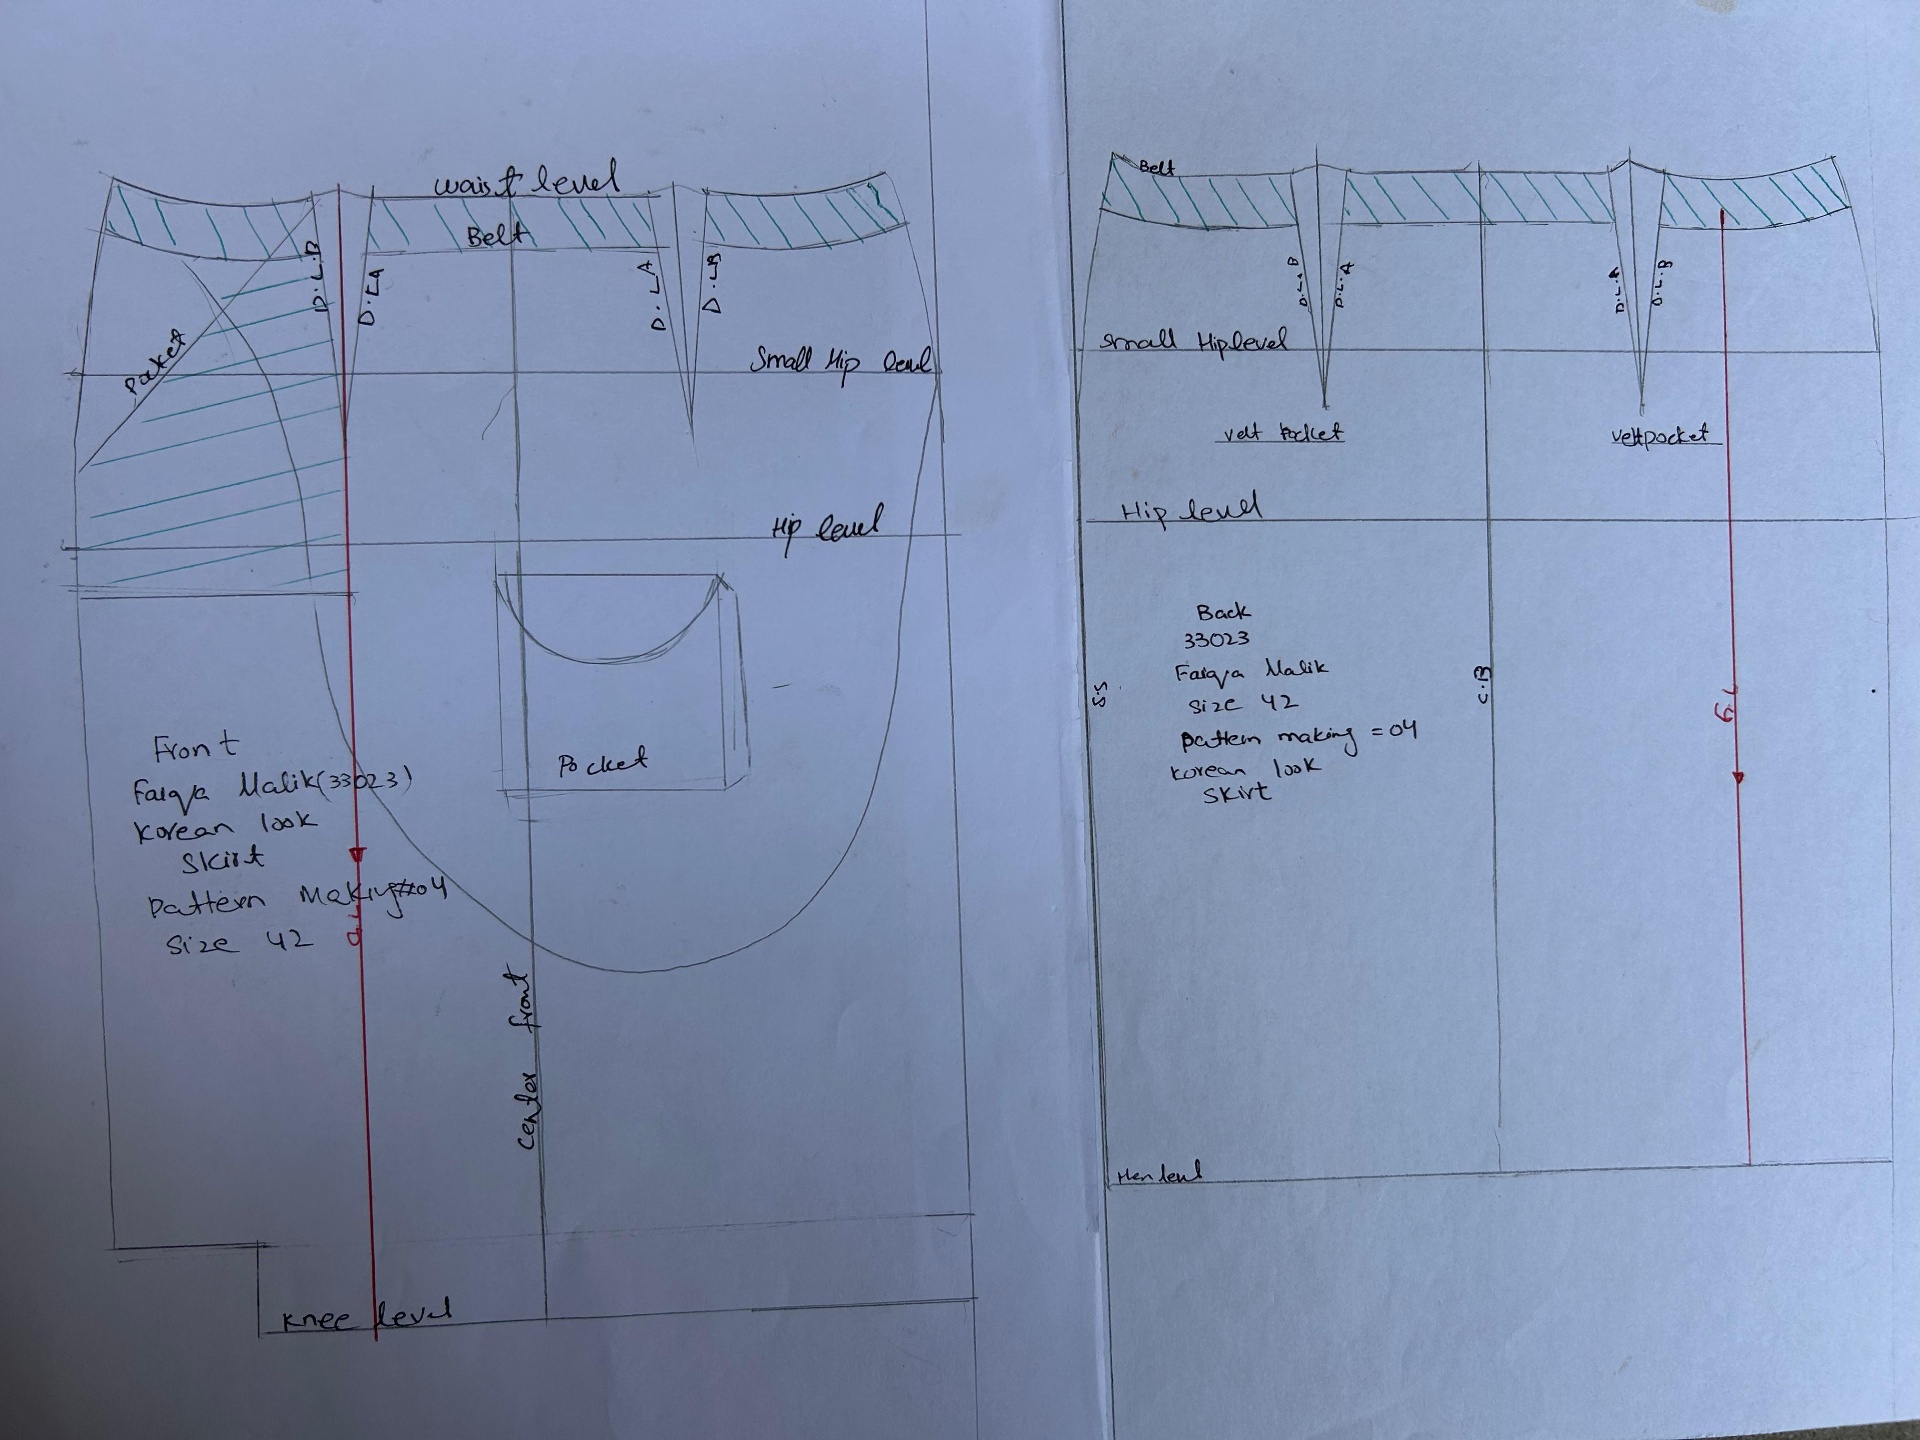 waist level
Belt
D.L.B
D.L.A
D.L.A
D.L.B
Pocket
Small Hip level
Hip level
Pocket
Front
Faiqa Malik(33023)
Korean look
Skirt
Pattern Making#04
Size 42
G.L
Center front
Knee level
Belt
D.L.B
D.L.A
D.L.A
D.L.B
Small Hiplevel
velt Pocket
veltpocket
Hip level
Back
33023
Faiqa Malik
Size 42
Pattern making = 04
Korean look
Skirt
S.S
C.B
G.L
Hem level